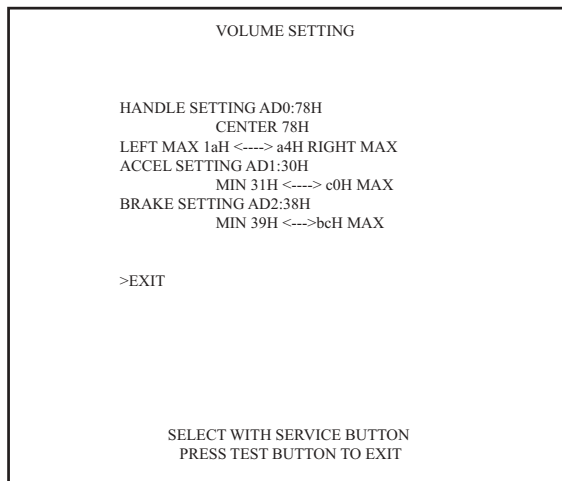 VOLUME SETTING
HANDLE SETTING AD0:78H
CENTER 78H
LEFT MAX 1aH <----> a4H RIGHT MAX
ACCEL SETTING AD1:30H
MIN 31H <----> c0H MAX
BRAKE SETTING AD2:38H
MIN 39H <--->bcH MAX
>EXIT
SELECT WITH SERVICE BUTTON
PRESS TEST BUTTON TO EXIT